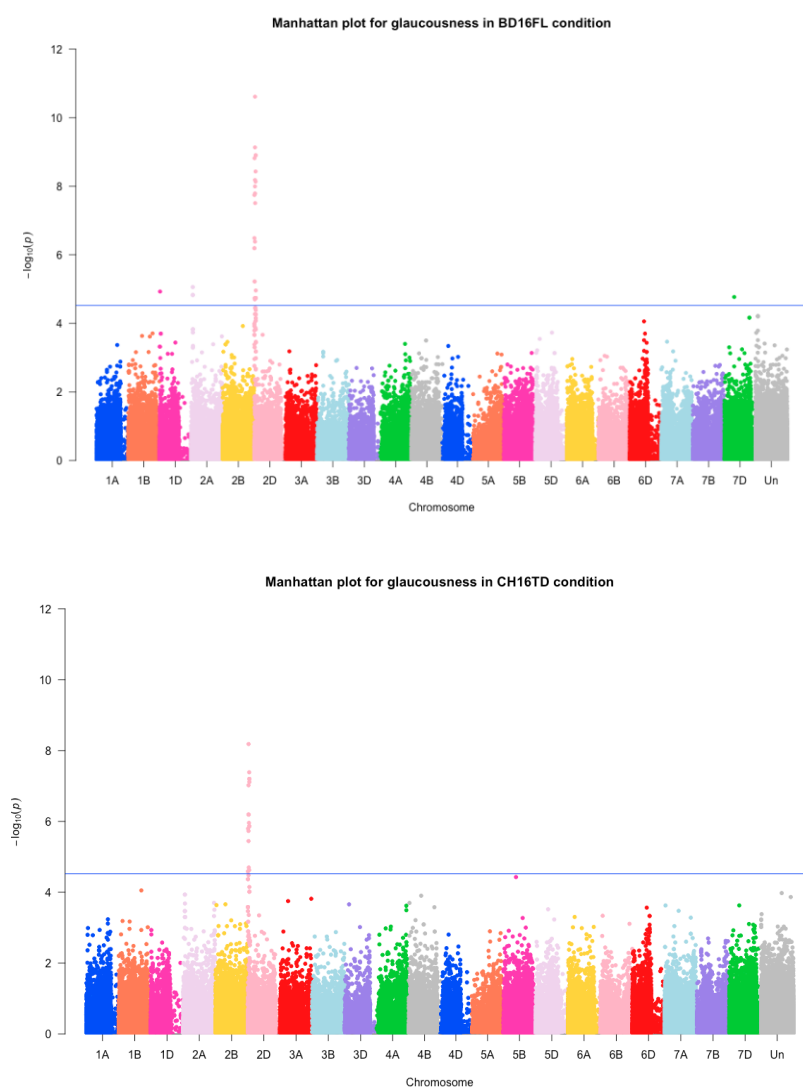 Manhattan plot for glaucousness in BD16FL condition
12
10
8
6
4
2
0
−log10(p)
1A 1B 1D 2A 2B 2D 3A 3B 3D 4A 4B 4D 5A 5B 5D 6A 6B 6D 7A 7B 7D Un
Chromosome
Manhattan plot for glaucousness in CH16TD condition
12
10
8
6
4
2
0
−log10(p)
1A 1B 1D 2A 2B 2D 3A 3B 3D 4A 4B 4D 5A 5B 5D 6A 6B 6D 7A 7B 7D Un
Chromosome